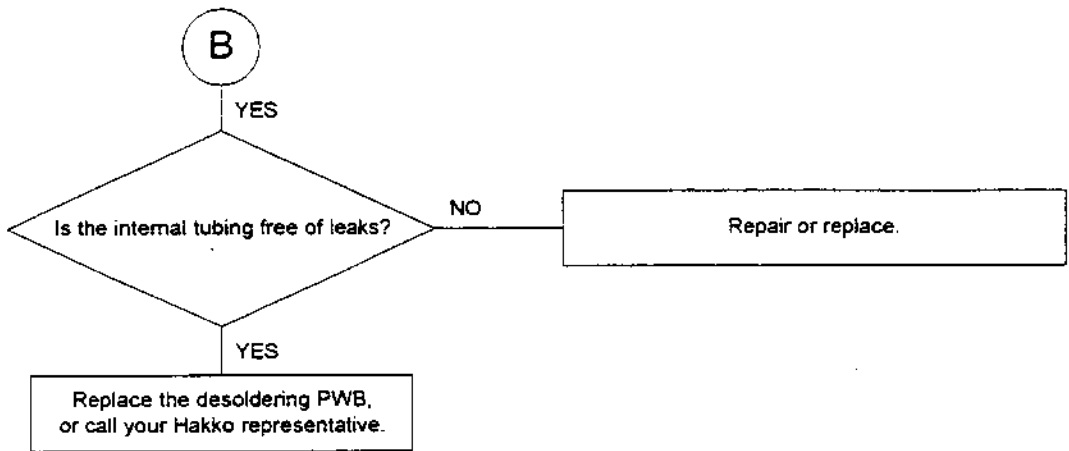 B
YES
Is the internal tubing free of leaks?
NO
Repair or replace.
YES
Replace the desoldering PWB,
or call your Hakko representative.